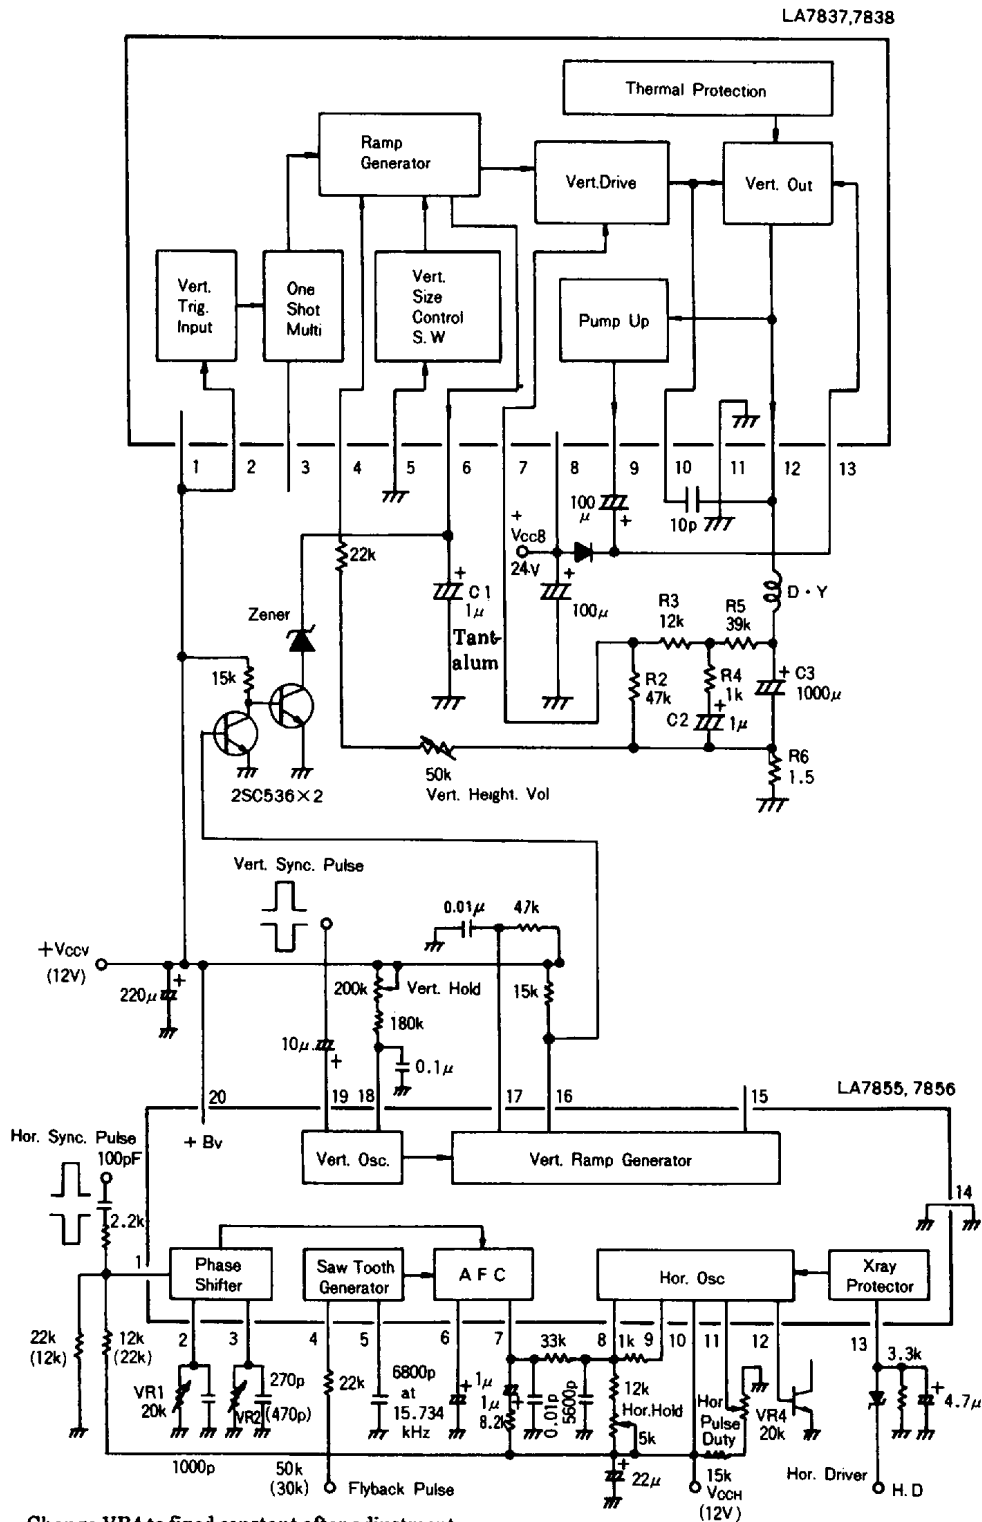 LA7837,7838
Thermal Protection
Ramp
Generator
Vert.Drive
Vert. Out
Vert.
Trig.
Input
One
Shot
Multi
Vert.
Size
Control
S.W
Pump Up
1 2 3 4 5 6 7 8 9 10 11 12 13
100
μ
+
10p
+
Vcc8
24V
22k
+
C1
1μ
Tant-
alum
+
100μ
D・Y
R3
12k
R5
39k
Zener
15k
R2
47k
R4
1k
+
C3
1000μ
C2
+
1μ
R6
1.5
50k
Vert. Height. Vol
2SC536×2
Vert. Sync. Pulse
0.01μ
47k
+Vccv
(12V)
220μ
+
200k
Vert. Hold
15k
180k
10μ
+
0.1μ
20 19 18 17 16 15
LA7855, 7856
+Bv
Vert. Osc.
Vert. Ramp Generator
Hor. Sync. Pulse
100pF
2.2k
14
1
Phase
Shifter
Saw Tooth
Generator
AFC
Hor. Osc
Xray
Protector
2 3 4 5 6 7 8 9 10 11 12 13
22k
(12k)
12k
(22k)
33k
1k
3.3k
VR1
20k
VR2
270p
(470p)
22k
6800p
at
15.734
kHz
+
1μ
+
1μ
8.2k
0.01p
5600p
12k
Hor.Hold
5k
Hor
Pulse
Duty
VR4
20k
+
4.7μ
1000p
50k
(30k)
Flyback Pulse
+
22μ
15k
VccH
(12V)
Hor. Driver
H.D
Change VR4 to fixed constant after adjustment